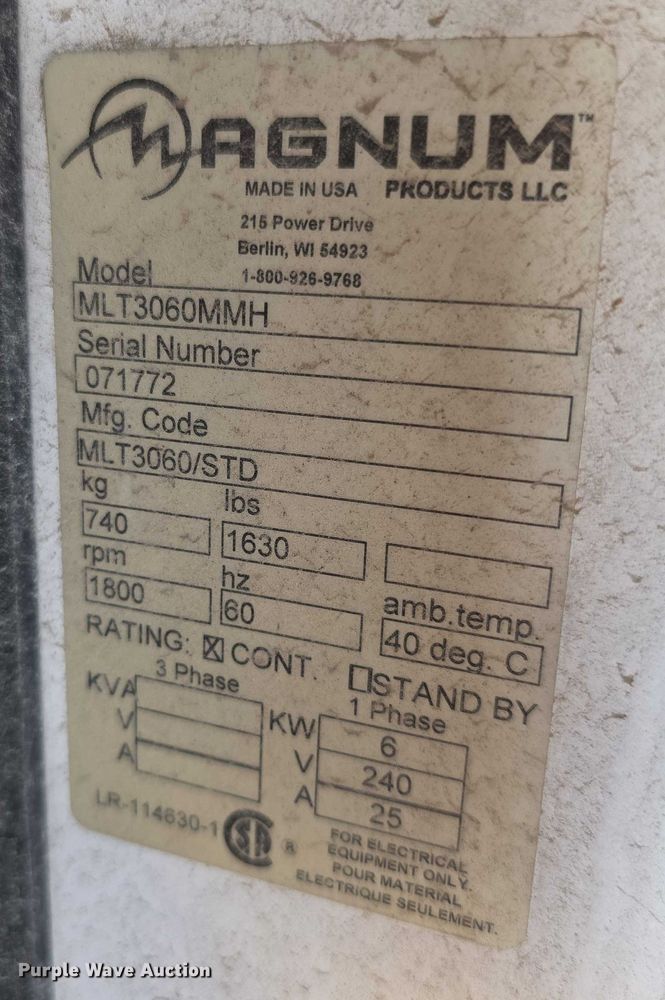 MAGNUM™
MADE IN USA PRODUCTS LLC
215 Power Drive
Berlin, WI 54923
1-800-926-9768
Model
MLT3060MMH
Serial Number
071772
Mfg. Code
MLT3060/STD
kg lbs
740 1630
rpm hz amb.temp.
1800 60 40 deg. C
RATING: ☒ CONT. ☐ STAND BY
3 Phase 1 Phase
KVA KW 6
V V 240
A A 25
LR-114630-1 SA ®
FOR ELECTRICAL
EQUIPMENT ONLY.
POUR MATERIAL
ELECTRIQUE SEULEMENT.
Purple Wave Auction